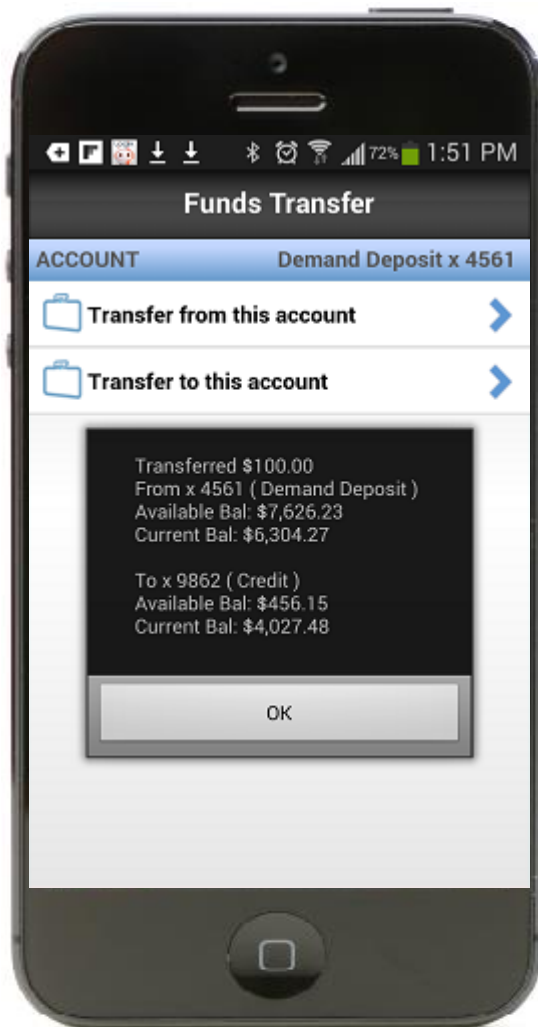 72% 1:51 PM
Funds Transfer
ACCOUNT Demand Deposit x 4561
Transfer from this account
Transfer to this account
Transferred $100.00
From x 4561 ( Demand Deposit )
Available Bal: $7,626.23
Current Bal: $6,304.27
To x 9862 ( Credit )
Available Bal: $456.15
Current Bal: $4,027.48
OK